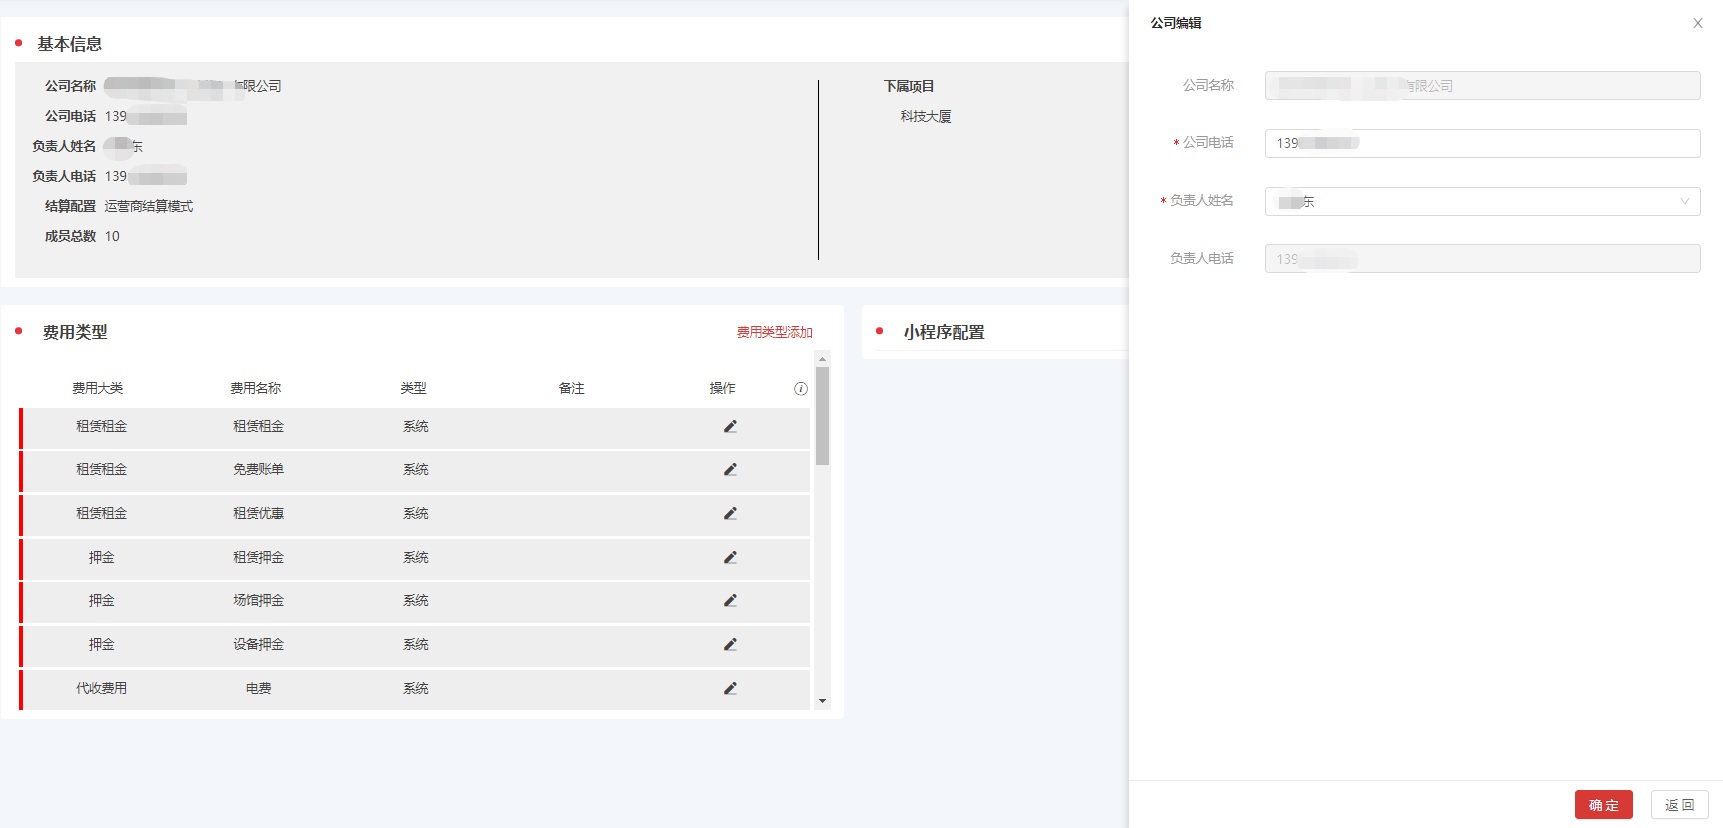 基本信息
公司名称 有限公司
公司电话 139
负责人姓名 东
负责人电话 139
结算配置 运营商结算模式
成员总数 10
下属项目
科技大厦
费用类型 费用类型添加
费用大类 费用名称 类型 备注 操作
租赁租金 租赁租金 系统
租赁租金 免费账单 系统
租赁租金 租赁优惠 系统
押金 租赁押金 系统
押金 场馆押金 系统
押金 设备押金 系统
代收费用 电费 系统
小程序配置
公司编辑
公司名称 有限公司
* 公司电话 139
* 负责人姓名 东
负责人电话 139
确 定 返 回